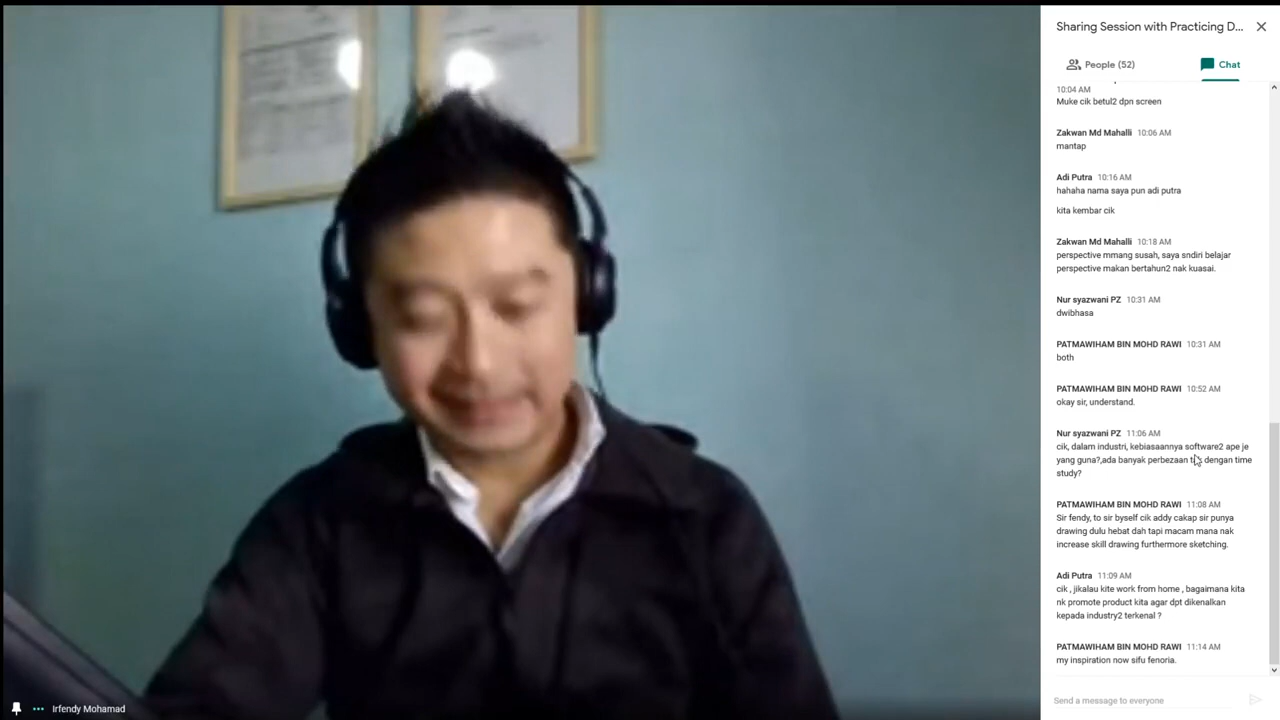 Sharing Session with Practicing D...
People (52)
Chat
10:04 AM
Muke cik betul2 dpn screen
Zakwan Md Mahalli 10:06 AM
mantap
Adi Putra 10:16 AM
hahaha nama saya pun adi putra
kita kembar cik
Zakwan Md Mahalli 10:18 AM
perspective mmang susah, saya sndiri belajar
perspective makan bertahun2 nak kuasai.
Nur syazwani PZ 10:31 AM
dwibhasa
PATMAWIHAM BIN MOHD RAWI 10:31 AM
both
PATMAWIHAM BIN MOHD RAWI 10:52 AM
okay sir, understand.
Nur syazwani PZ 11:06 AM
cik, dalam industri, kebiasaannya software2 ape je
yang guna?,ada banyak perbezaan dengan time
study?
PATMAWIHAM BIN MOHD RAWI 11:08 AM
Sir fendy, to sir byself cik addy cakap sir punya
drawing dulu hebat dah tapi macam mana nak
increase skill drawing furthermore sketching.
Adi Putra 11:09 AM
cik , jikalau kite work from home , bagaimana kita
nk promote product kita agar dpt dikenalkan
kepada industry2 terkenal ?
PATMAWIHAM BIN MOHD RAWI 11:14 AM
my inspiration now sifu fenoria.
Send a message to everyone
Irfendy Mohamad